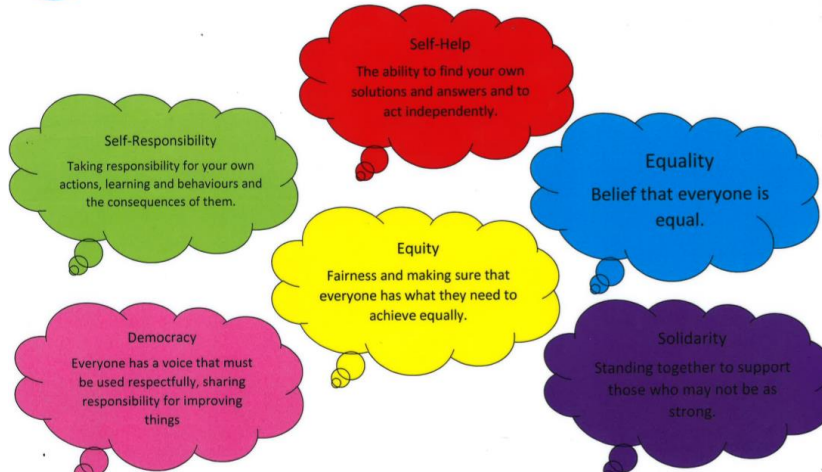 Self-Help
The ability to find your own
solutions and answers and to
act independently.
Self-Responsibility
Taking responsibility for your own
actions, learning and behaviours and
the consequences of them.
Equality
Belief that everyone is
equal.
Equity
Fairness and making sure that
everyone has what they need to
achieve equally.
Democracy
Everyone has a voice that must
be used respectfully, sharing
responsibility for improving
things
Solidarity
Standing together to support
those who may not be as
strong.